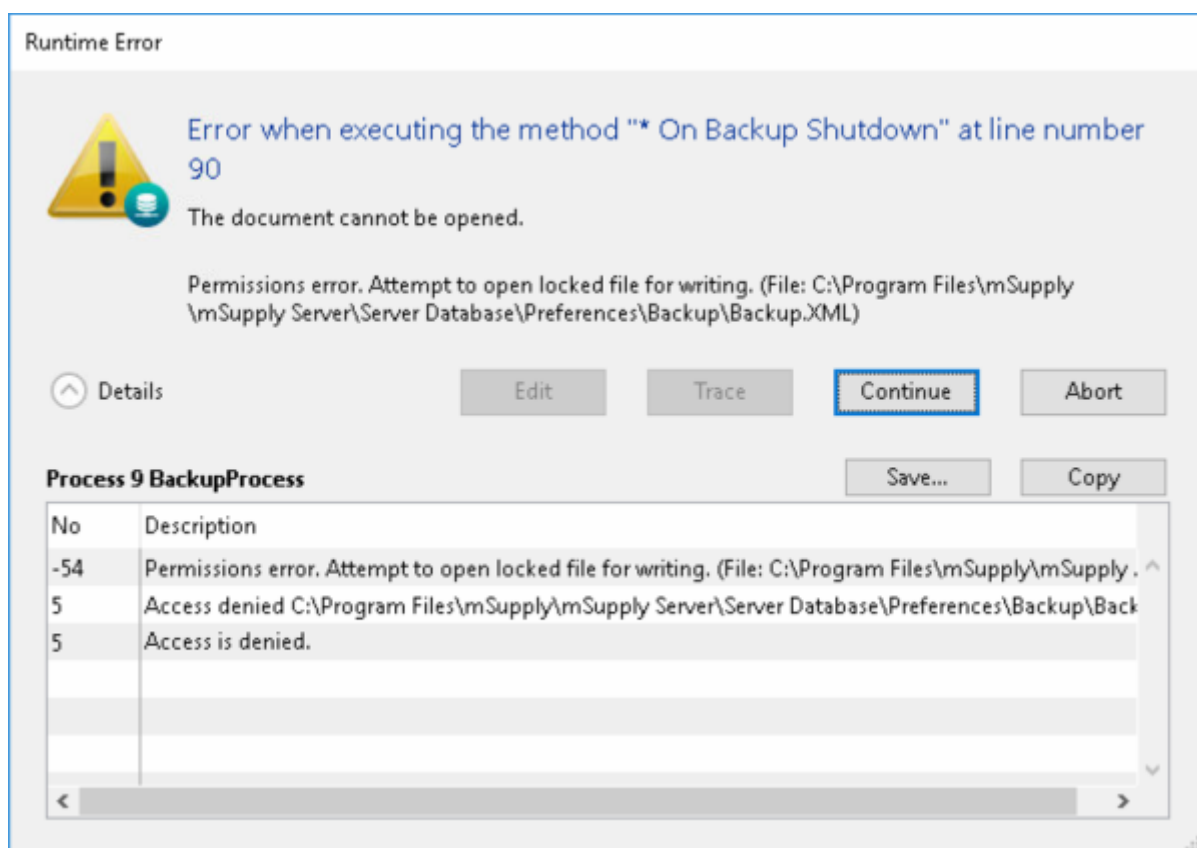 Runtime Error
Error when executing the method "* On Backup Shutdown" at line number
90
The document cannot be opened.
Permissions error. Attempt to open locked file for writing. (File: C:\Program Files\mSupply
\mSupply Server\Server Database\Preferences\Backup\Backup.XML)
Details Edit Trace Continue Abort
Process 9 BackupProcess Save... Copy
No Description
-54 Permissions error. Attempt to open locked file for writing. (File: C:\Program Files\mSupply\mSupply .
5 Access denied C:\Program Files\mSupply\mSupply Server\Server Database\Preferences\Backup\Back
5 Access is denied.